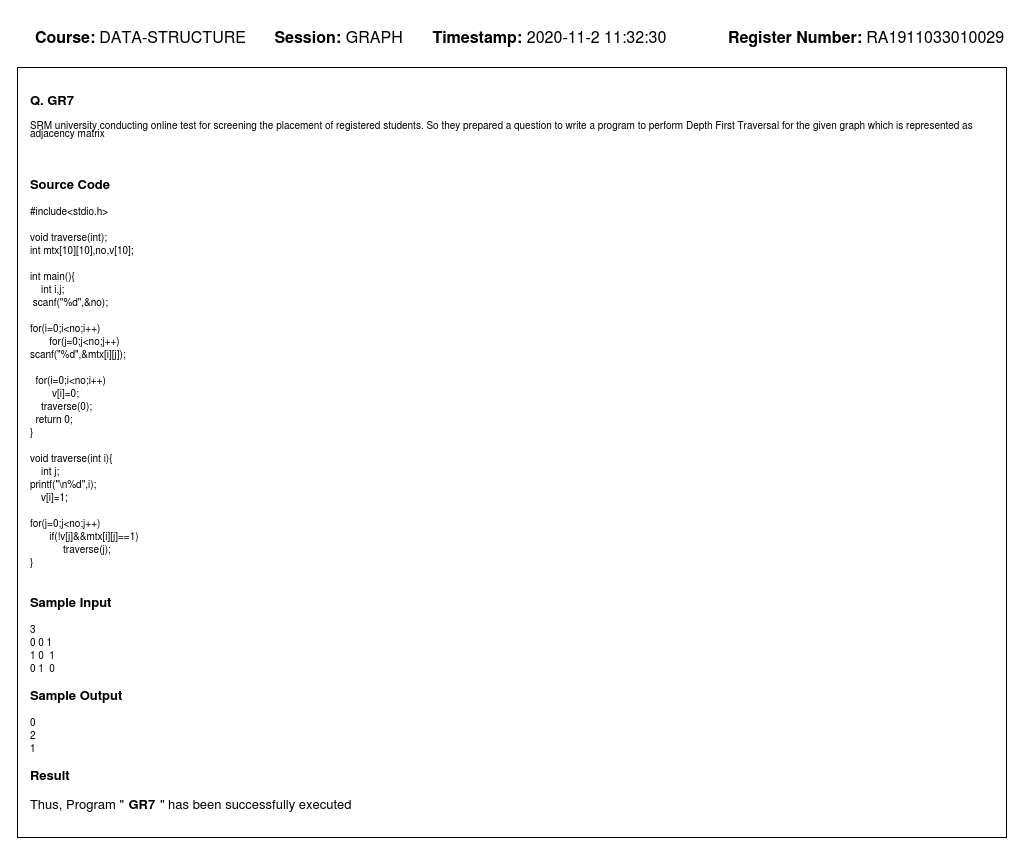 Course: DATA-STRUCTURE Session: GRAPH Timestamp: 2020-11-2 11:32:30 Register Number: RA1911033010029
Q. GR7
SRM university conducting online test for screening the placement of registered students. So they prepared a question to write a program to perform Depth First Traversal for the given graph which is represented as
adjacency matrix
Source Code
#include<stdio.h>
void traverse(int);
int mtx[10][10],no,v[10];
int main(){
int i,j;
scanf("%d",&no);
for(i=0;i<no;i++)
for(j=0;j<no;j++)
scanf("%d",&mtx[i][j]);
for(i=0;i<no;i++)
v[i]=0;
traverse(0);
return 0;
}
void traverse(int i){
int j;
printf("\n%d",i);
v[i]=1;
for(j=0;j<no;j++)
if(!v[j]&&mtx[i][j]==1)
traverse(j);
}
Sample Input
3
0 0 1
1 0  1
0 1  0
Sample Output
0
2
1
Result
Thus, Program " GR7 " has been successfully executed